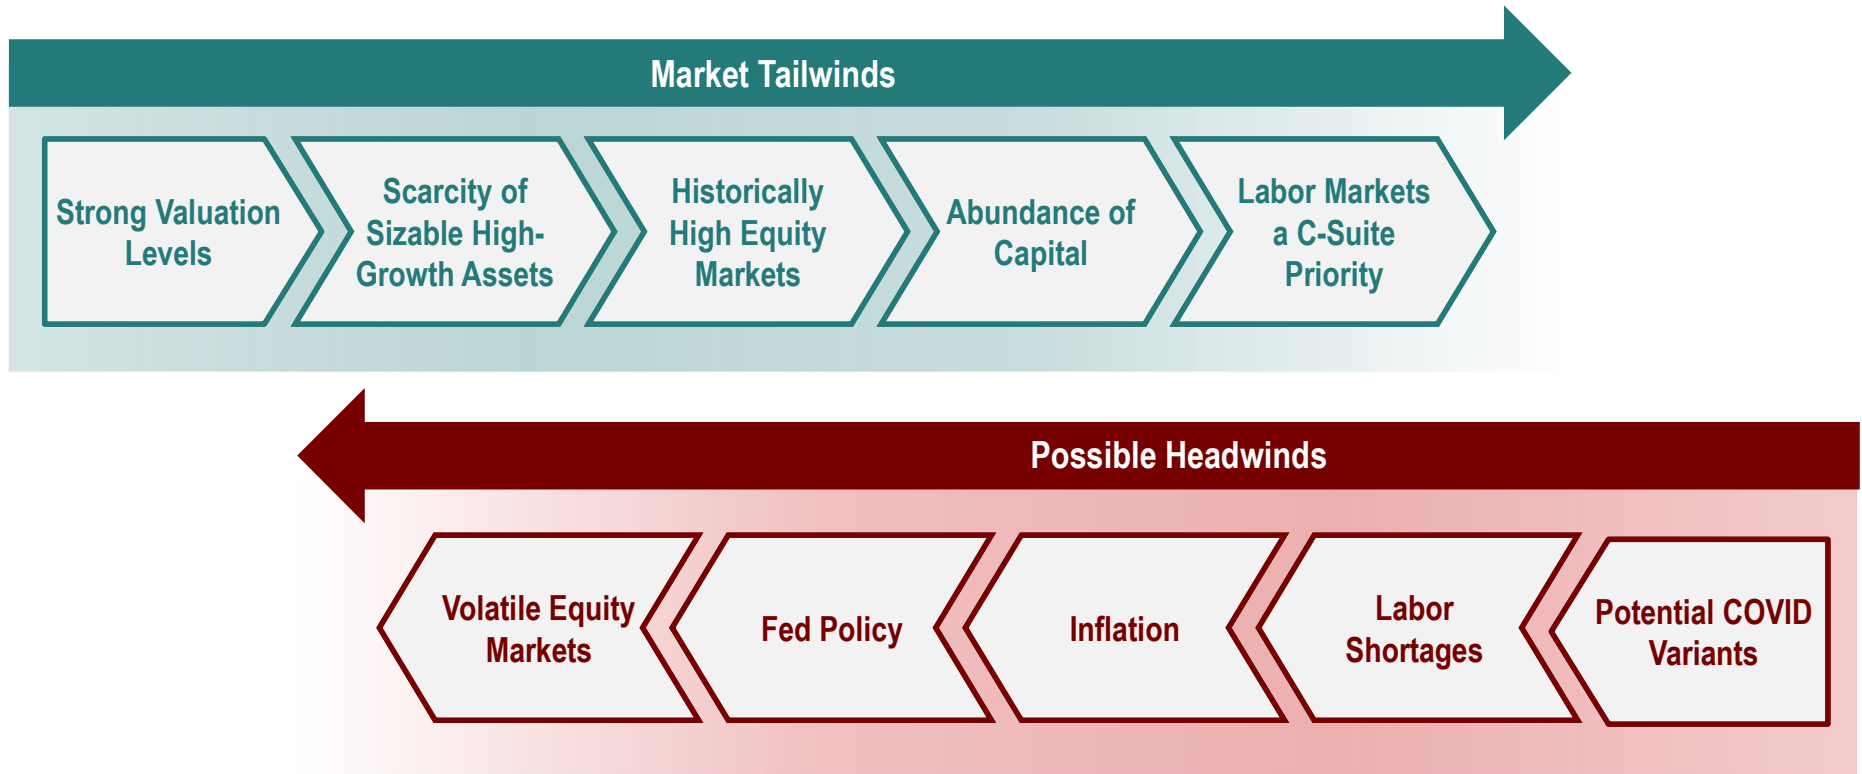 Market Tailwinds
Strong Valuation
Levels
Scarcity of
Sizable High-
Growth Assets
Historically
High Equity
Markets
Abundance of
Capital
Labor Markets
a C-Suite
Priority
Possible Headwinds
Volatile Equity
Markets
Fed Policy
Inflation
Labor
Shortages
Potential COVID
Variants